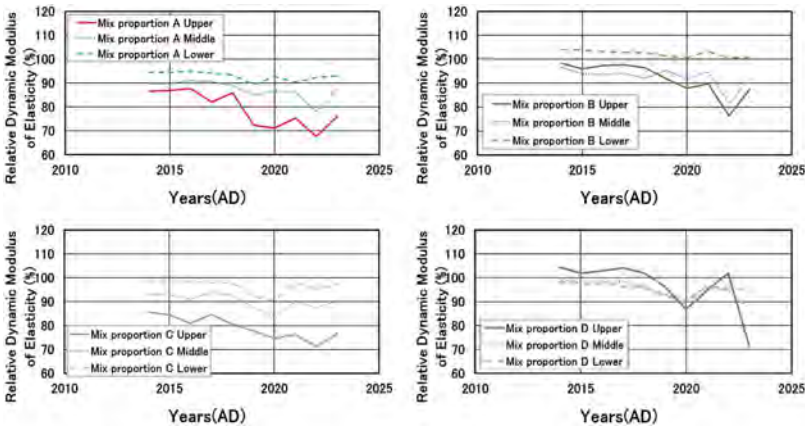 Relative Dynamic Modulus
of Elasticity (%)
120
110
100
90
80
70
60
Mix proportion A Upper
Mix proportion A Middle
Mix proportion A Lower
2010
2015
2020
2025
Years(AD)
Relative Dynamic Modulus
of Elasticity (%)
120
110
100
90
80
70
60
Mix proportion B Upper
Mix proportion B Middle
Mix proportion B Lower
2010
2015
2020
2025
Years(AD)
Relative Dynamic Modulus
of Elasticity (%)
120
110
100
90
80
70
60
Mix proportion C Upper
Mix proportion C Middle
Mix proportion C Lower
2010
2015
2020
2025
Years(AD)
Relative Dynamic Modulus
of Elasticity (%)
120
110
100
90
80
70
60
Mix proportion D Upper
Mix proportion D Middle
Mix proportion D Lower
2010
2015
2020
2025
Years(AD)